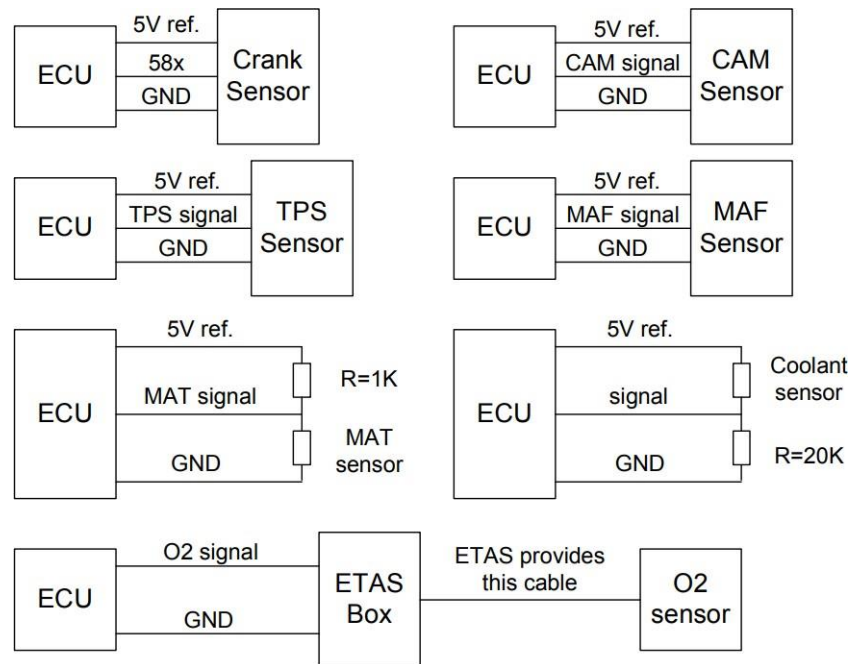 5V ref.
ECU
58x
GND
Crank
Sensor
5V ref.
ECU
CAM signal
GND
CAM
Sensor
5V ref.
ECU
TPS signal
GND
TPS
Sensor
5V ref.
ECU
MAF signal
GND
MAF
Sensor
5V ref.
ECU
MAT signal
GND
R=1K
MAT
sensor
5V ref.
ECU
signal
GND
Coolant
sensor
R=20K
O2 signal
ECU
GND
ETAS
Box
ETAS provides
this cable
O2
sensor